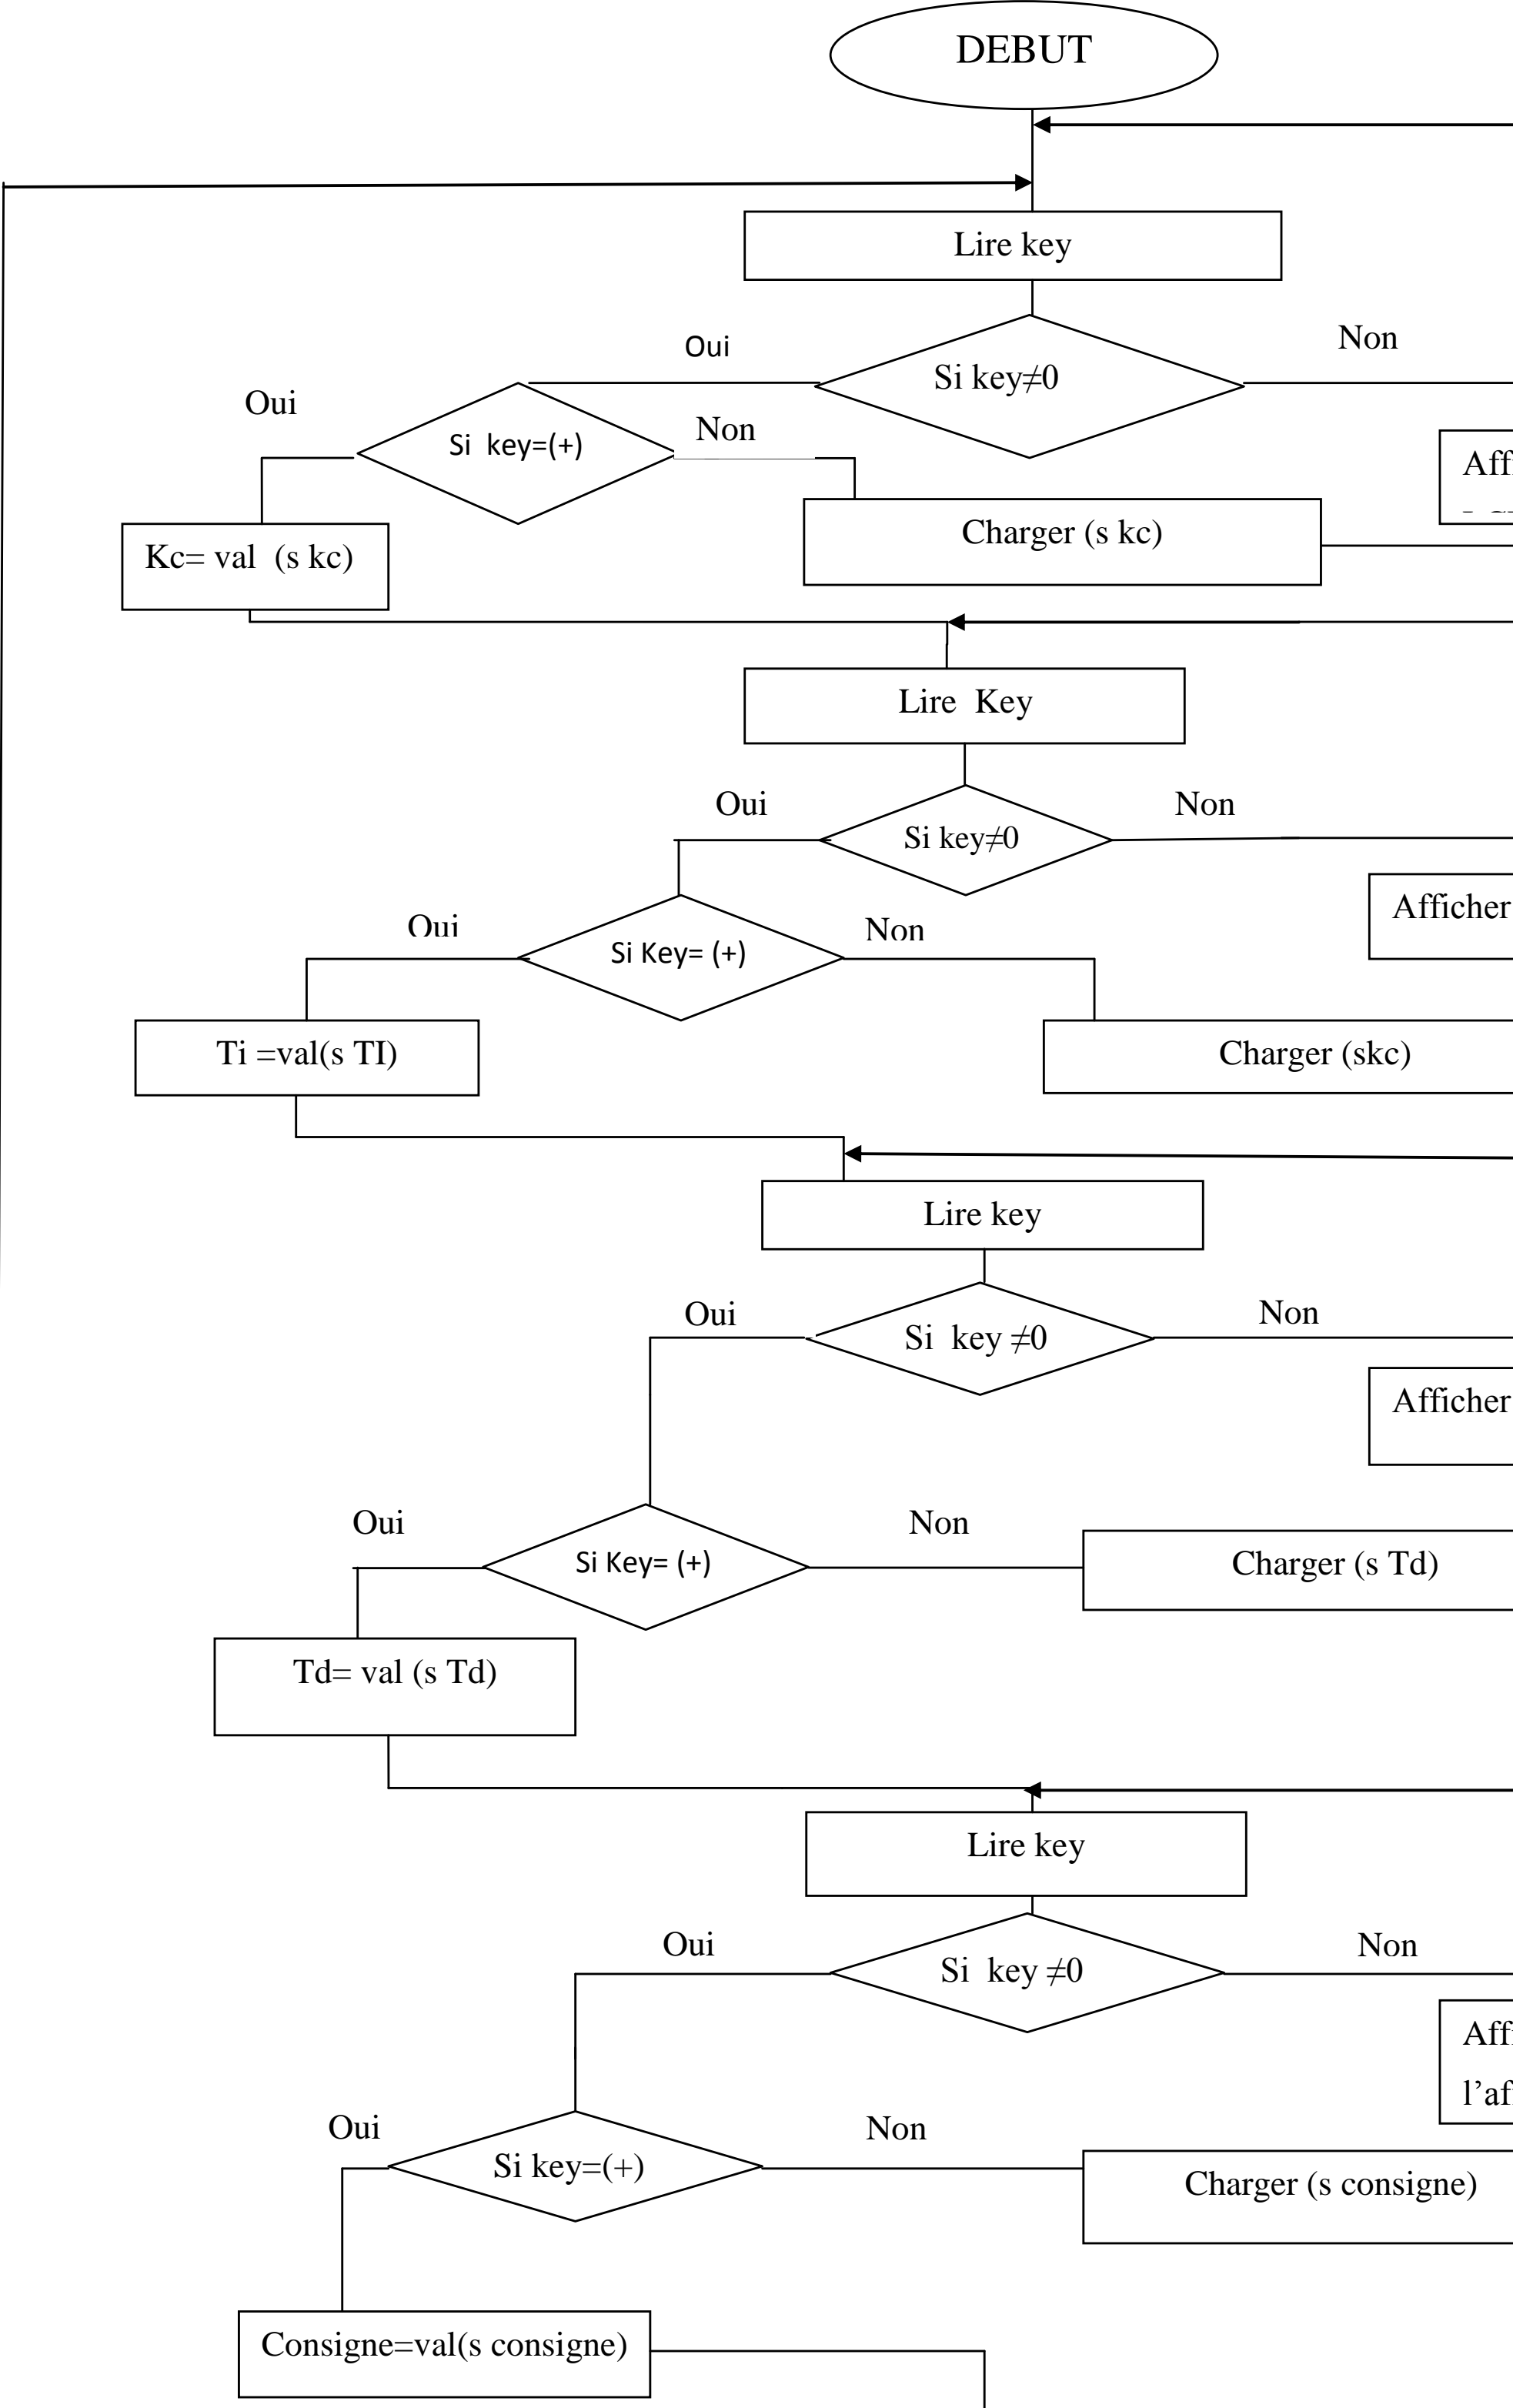 DEBUT
Lire key
Oui
Si key≠0
Non
Oui
Si key=(+)
Non
Kc= val (s kc)
Charger (s kc)
Lire Key
Oui
Si key≠0
Non
Afficher
Oui
Si Key= (+)
Non
Ti =val(s TI)
Charger (skc)
Lire key
Oui
Si key ≠0
Non
Afficher
Oui
Si Key= (+)
Non
Charger (s Td)
Td= val (s Td)
Lire key
Oui
Si key ≠0
Non
Oui
Si key=(+)
Non
Charger (s consigne)
Consigne=val(s consigne)